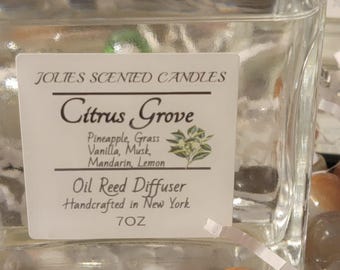 JOLIES SCENTED CANDLES
Citrus Grove
Pineapple, Grass
Vanilla, Musk,
Mandarin, Lemon
Oil Reed Diffuser
Handcrafted in New York
7OZ